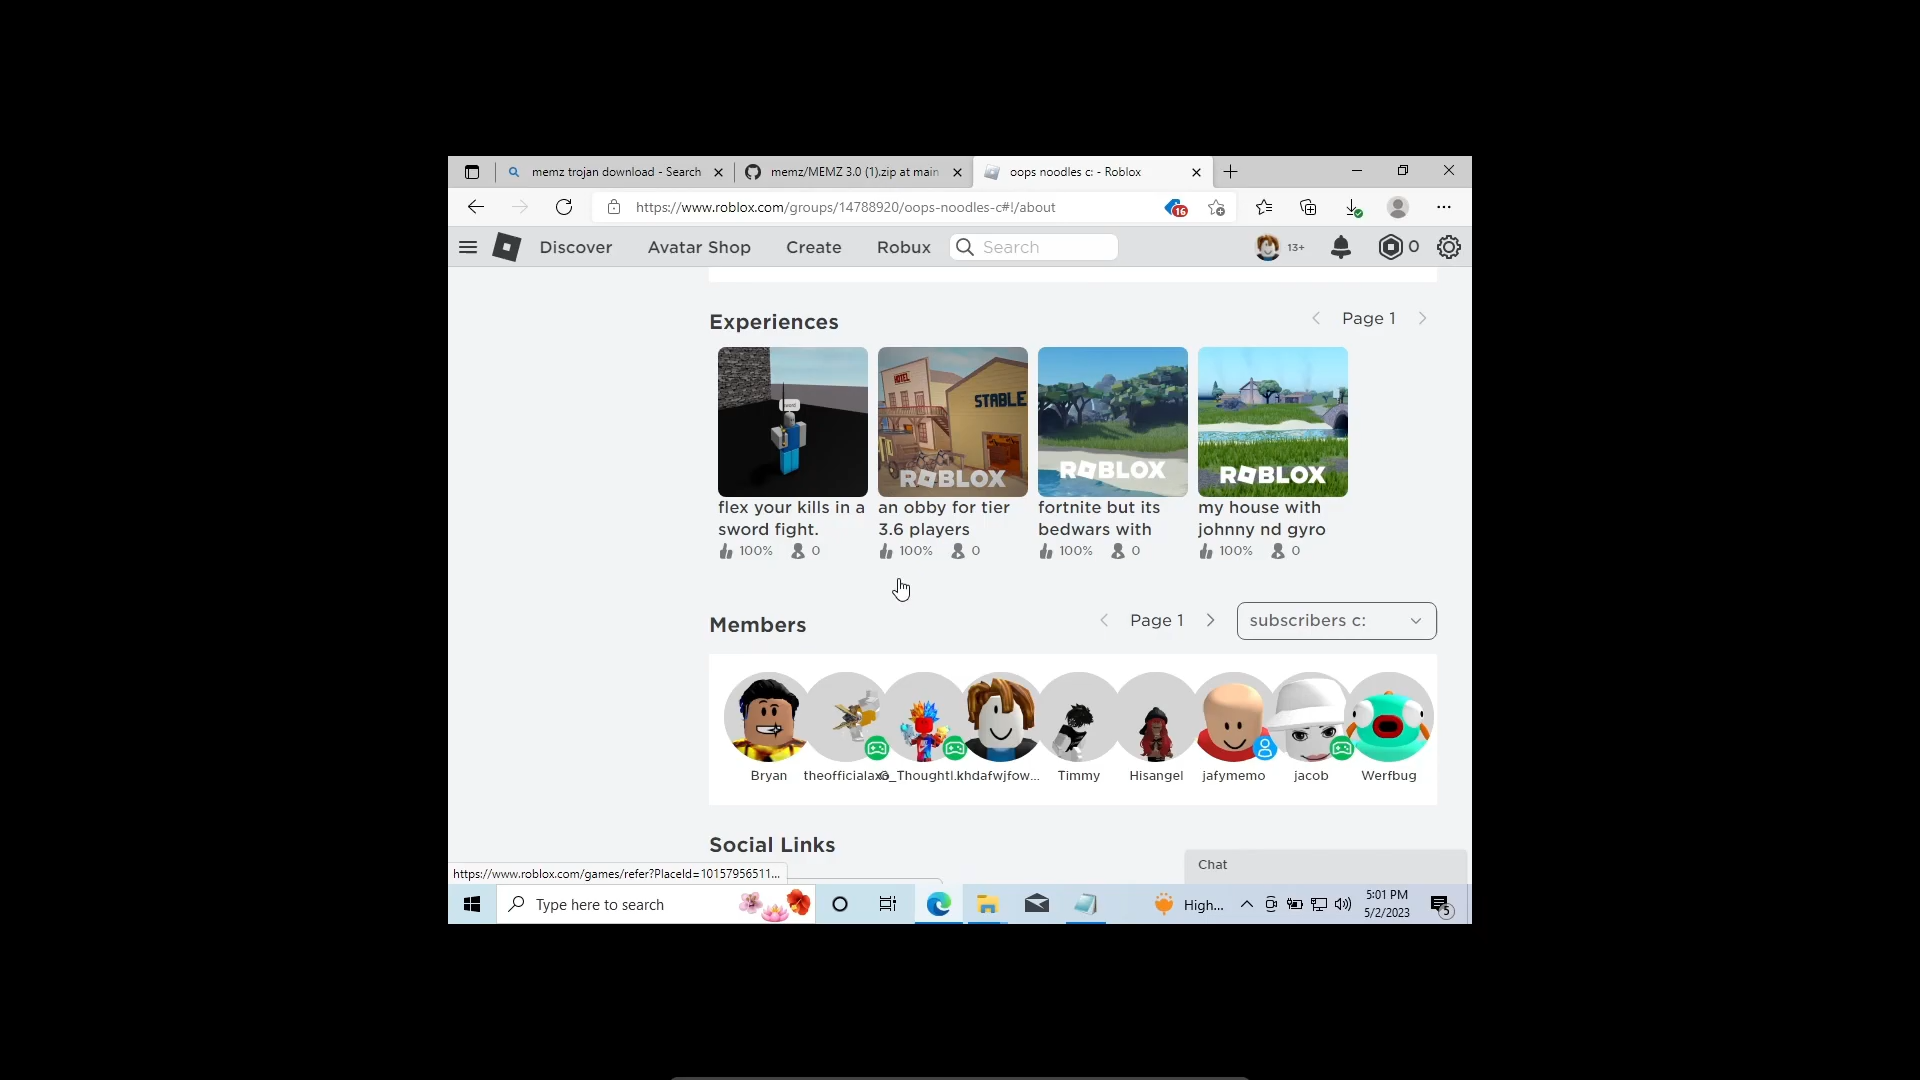 memz trojan download - Search
memz/MEMZ 3.0 (1).zip at main
oops noodles c: - Roblox
https://www.roblox.com/groups/14788920/oops-noodles-c#!/about
16
Discover
Avatar Shop
Create
Robux
Search
13+
0
Experiences
Page 1
HOTEL
STABLE
ROBLOX
ROBLOX
ROBLOX
flex your kills in a
sword fight.
100% 0
an obby for tier
3.6 players
100% 0
fortnite but its
bedwars with
100% 0
my house with
johnny nd gyro
100% 0
Members
Page 1
subscribers c:
Bryan
Timmy
Hisangel
jafymemo
jacob
Werfbug
Social Links
Chat
https://www.roblox.com/games/refer?PlaceId=10157956511...
Type here to search
High...
5:01 PM
5/2/2023
5